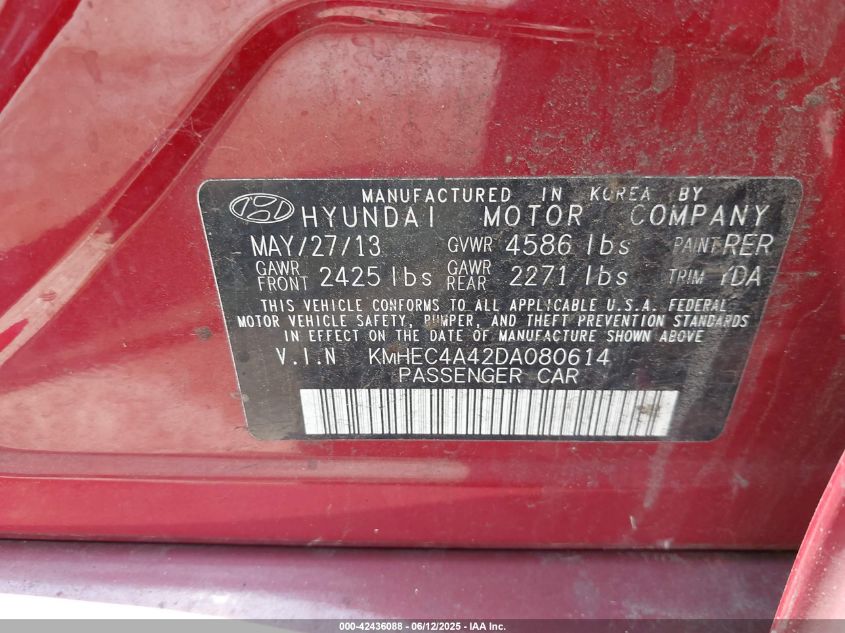 MANUFACTURED IN KOREA BY
HYUNDAI MOTOR COMPANY
MAY/27/13 GVWR 4586 lbs PAINT RER
GAWR FRONT 2425 lbs GAWR REAR 2271 lbs TRIM YDA
THIS VEHICLE CONFORMS TO ALL APPLICABLE U.S.A. FEDERAL
MOTOR VEHICLE SAFETY, BUMPER, AND THEFT PREVENTION STANDARDS
IN EFFECT ON THE DATE OF MANUFACTURE SHOWN ABOVE
V.I.N KMHEC4A42DA080614
PASSENGER CAR
000-42436088 - 06/12/2025 - IAA Inc.